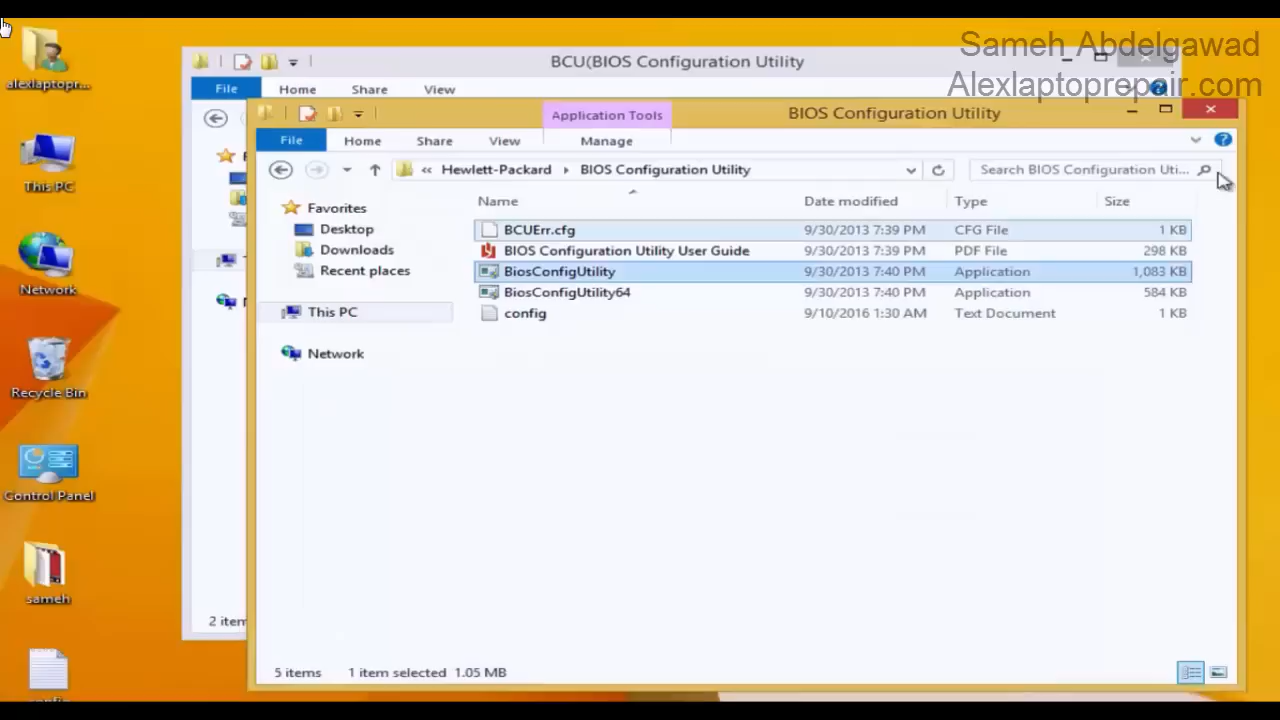 Sameh_Abdelgawad
Alexlaptoprepair.com
alexlaptopr...
This PC
Network
Recycle Bin
Control Panel
sameh
BCU(BIOS Configuration Utility
File Home Share View
2 item
Application Tools
BIOS Configuration Utility
File Home Share View Manage
« Hewlett-Packard BIOS Configuration Utility
Search BIOS Configuration Uti...
Favorites
Desktop
Downloads
Recent places
This PC
Network
Name Date modified Type Size
BCUErr.cfg 9/30/2013 7:39 PM CFG File 1 KB
BIOS Configuration Utility User Guide 9/30/2013 7:39 PM PDF File 298 KB
BiosConfigUtility 9/30/2013 7:40 PM Application 1,083 KB
BiosConfigUtility64 9/30/2013 7:40 PM Application 584 KB
config 9/10/2016 1:30 AM Text Document 1 KB
5 items 1 item selected 1.05 MB